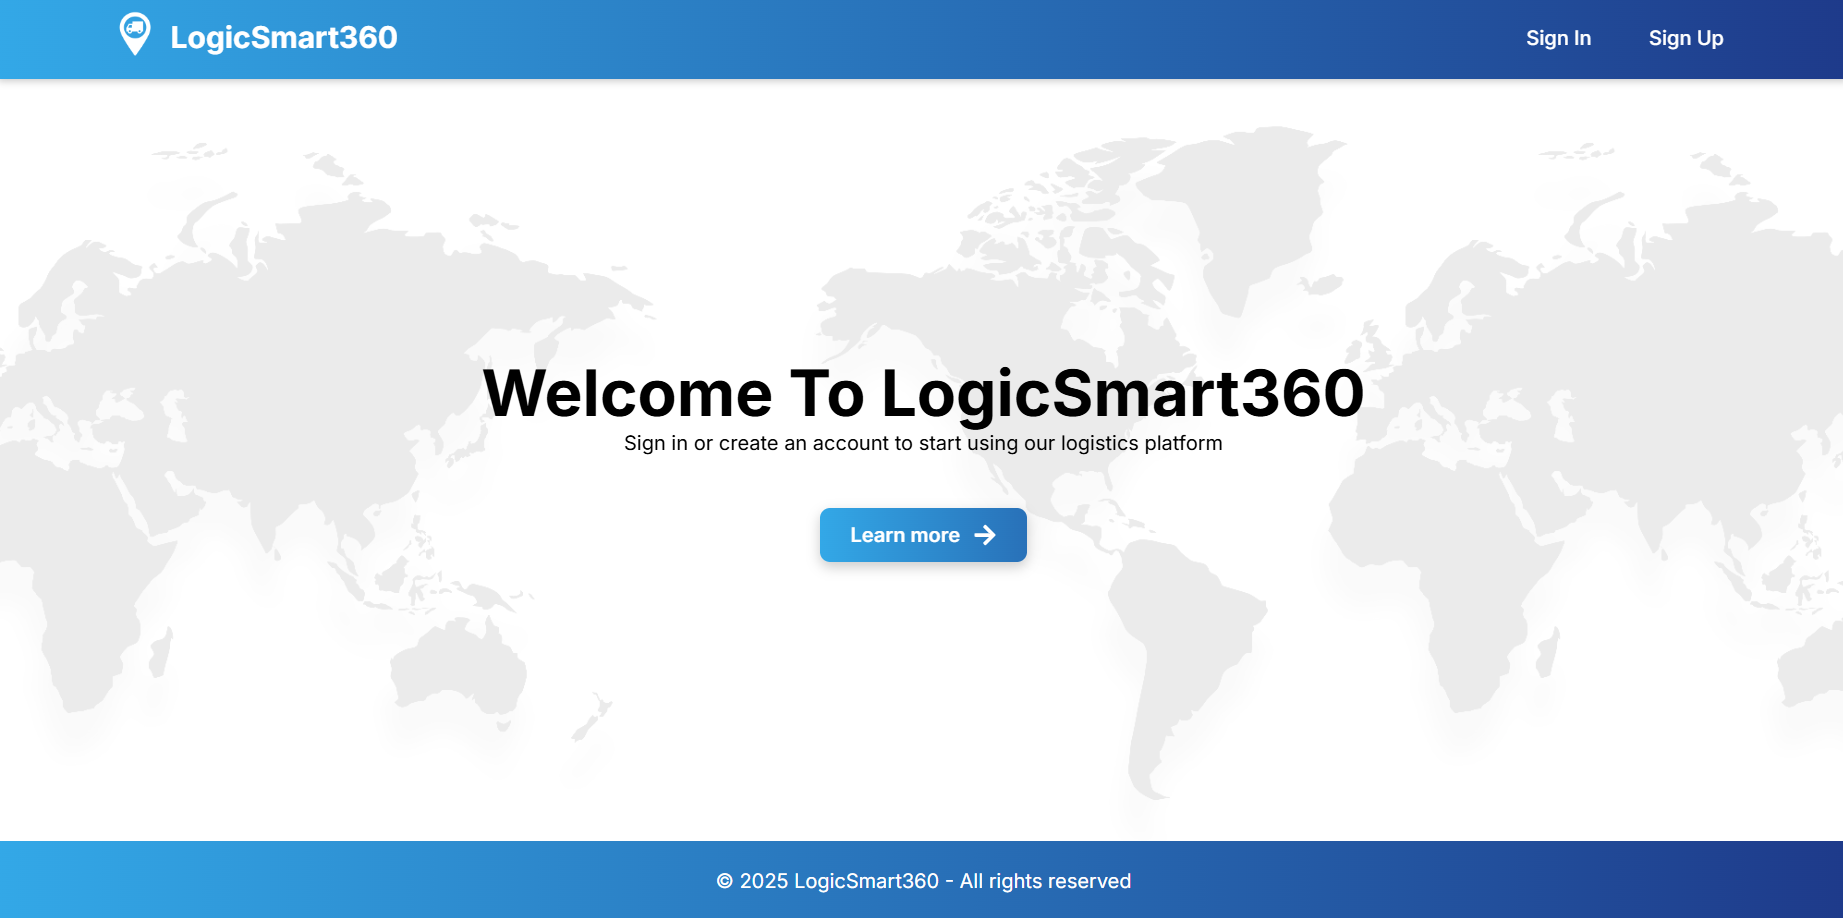 LogicSmart360
Sign In
Sign Up
Welcome To LogicSmart360
Sign in or create an account to start using our logistics platform
Learn more
© 2025 LogicSmart360 - All rights reserved